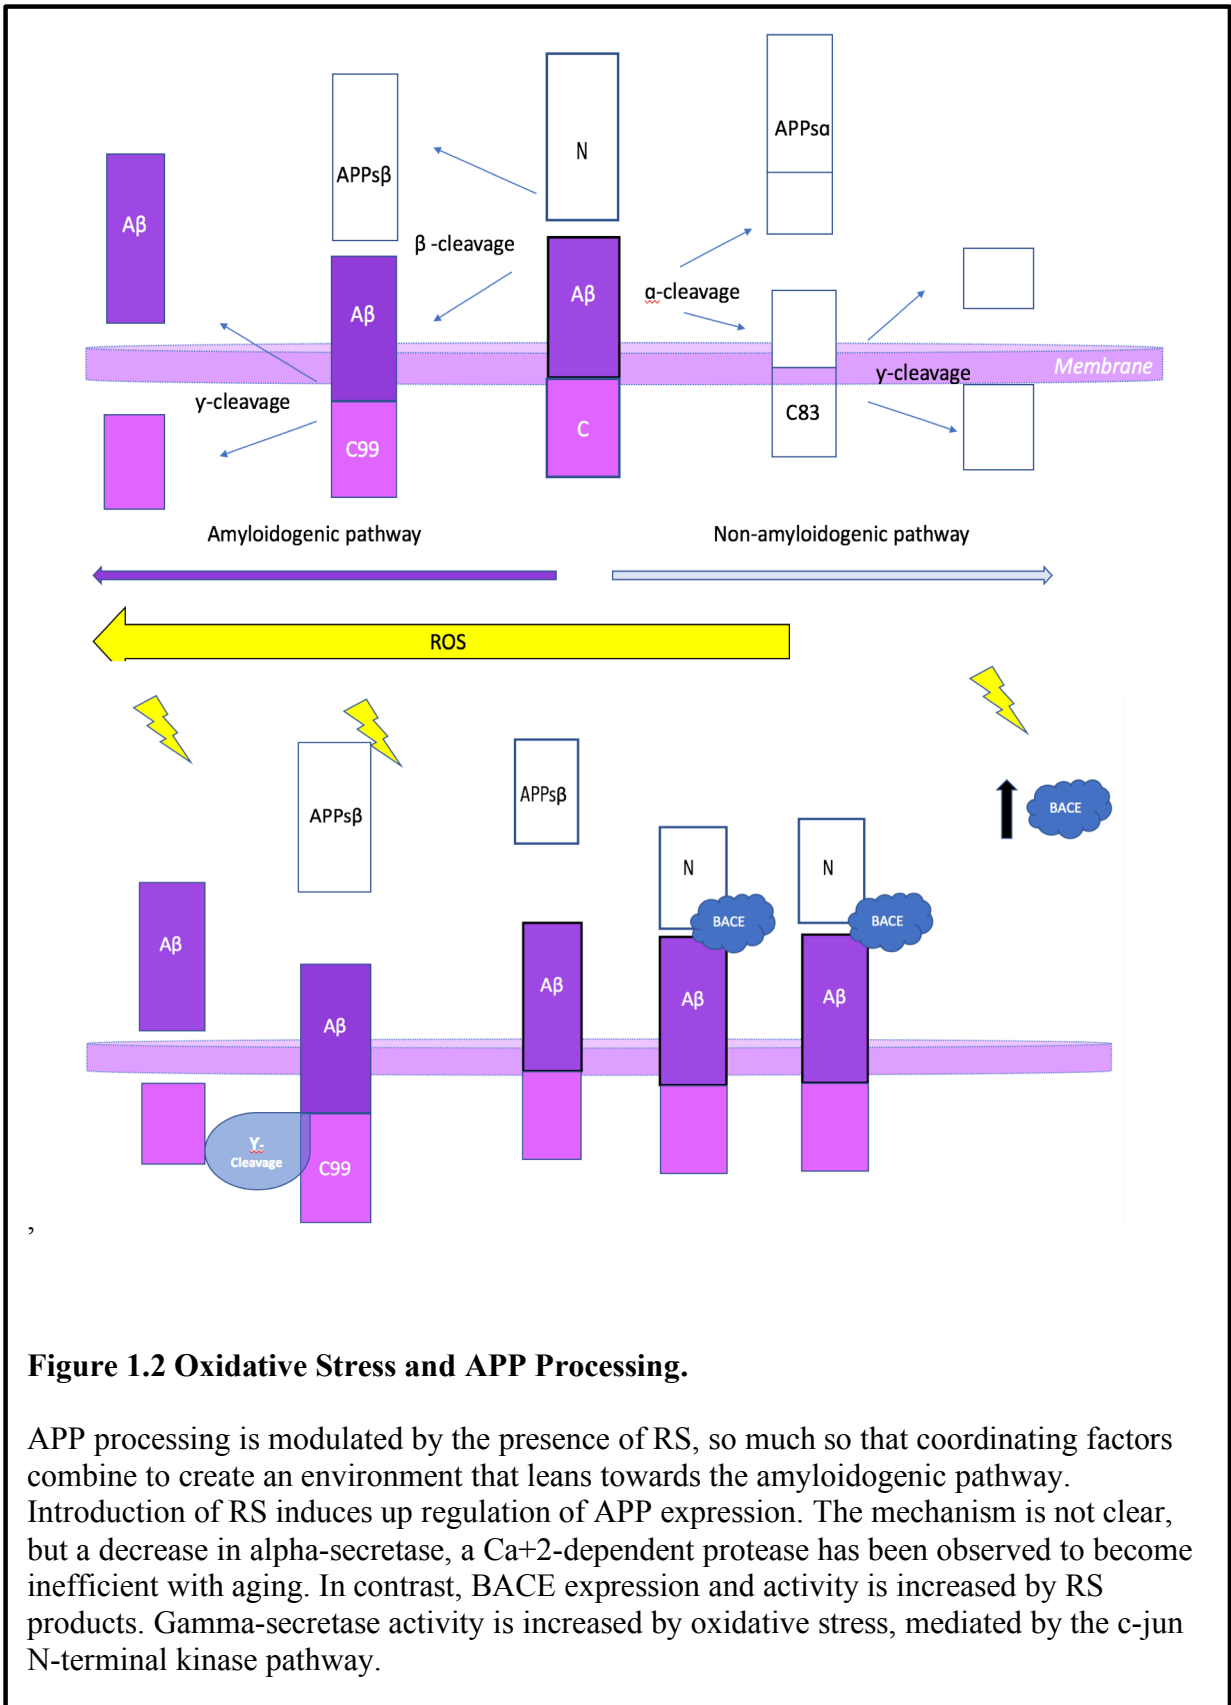 APPsα
N
APPsβ
Aβ
β -cleavage
Aβ
α-cleavage
Aβ
Membrane
γ-cleavage
γ-cleavage
C83
C
C99
Amyloidogenic pathway
Non-amyloidogenic pathway
ROS
APPsβ
APPsβ
BACE
N
N
BACE
BACE
Aβ
Aβ
Aβ
Aβ
Aβ
Y-
Cleavage
C99
,
Figure 1.2 Oxidative Stress and APP Processing.
APP processing is modulated by the presence of RS, so much so that coordinating factors
combine to create an environment that leans towards the amyloidogenic pathway.
Introduction of RS induces up regulation of APP expression. The mechanism is not clear,
but a decrease in alpha-secretase, a Ca+2-dependent protease has been observed to become
inefficient with aging. In contrast, BACE expression and activity is increased by RS
products. Gamma-secretase activity is increased by oxidative stress, mediated by the c-jun
N-terminal kinase pathway.